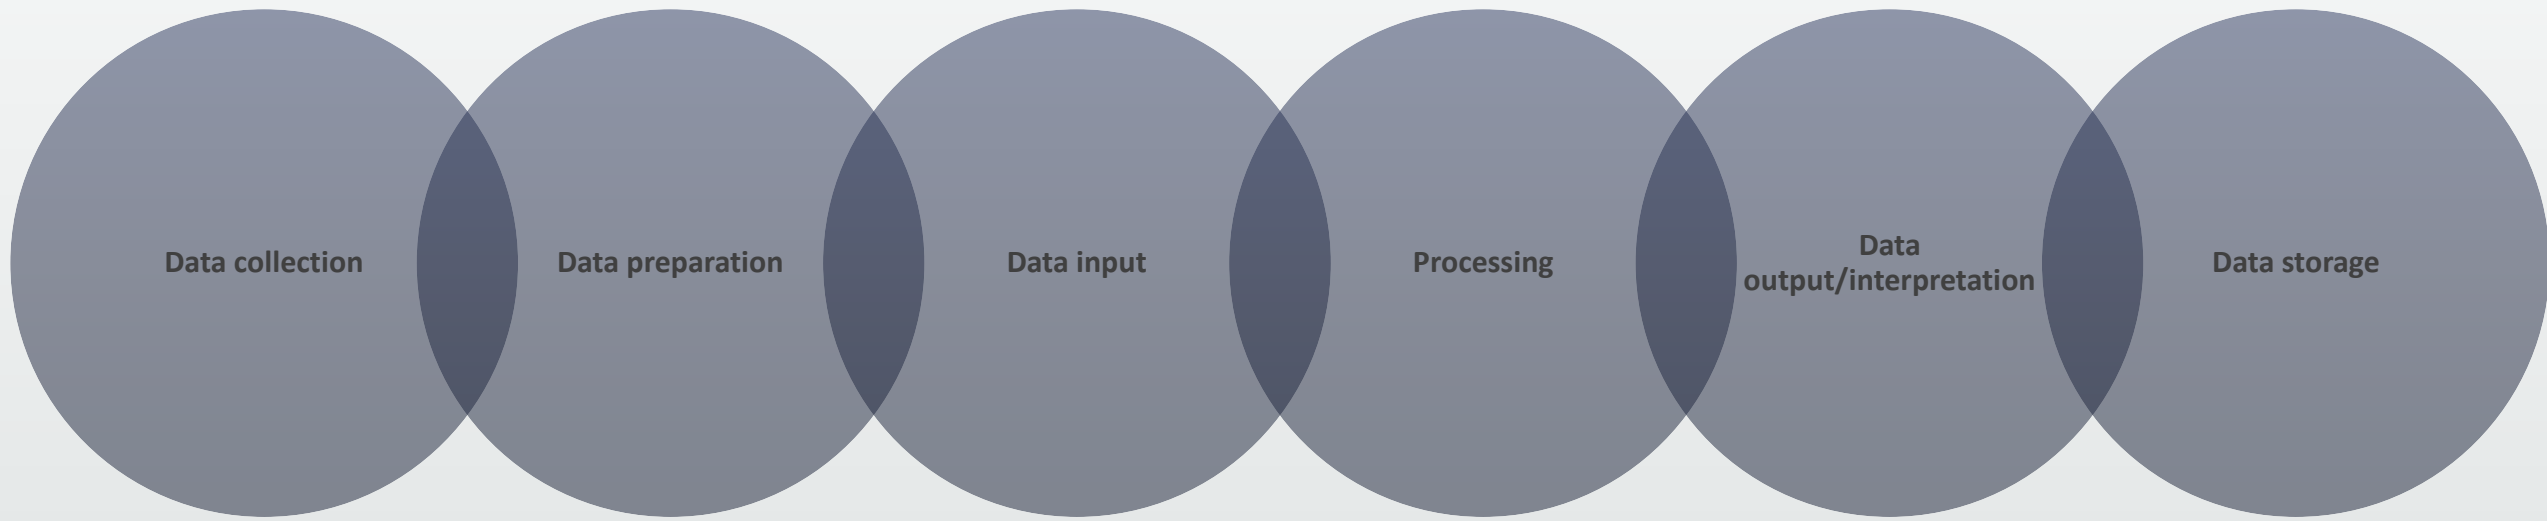 Data collection
Data preparation
Data input
Processing
Data
output/interpretation
Data storage